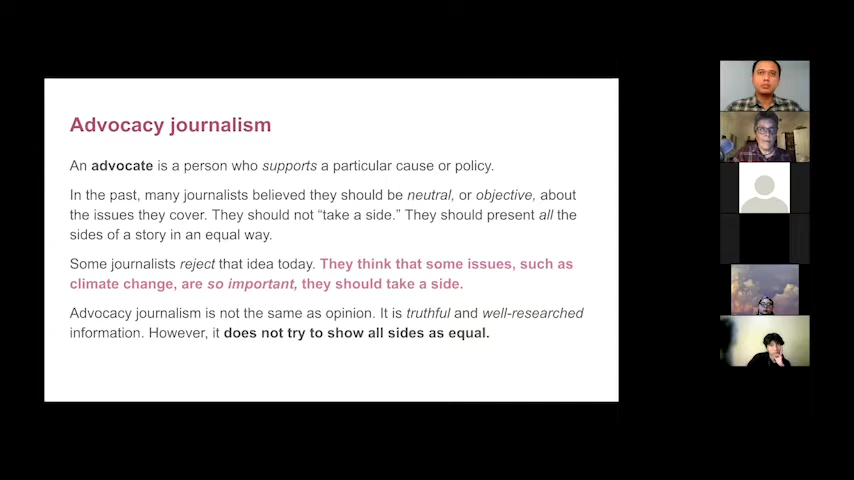 Advocacy journalism
An advocate is a person who supports a particular cause or policy.
In the past, many journalists believed they should be neutral, or objective, about
the issues they cover. They should not “take a side.” They should present all the
sides of a story in an equal way.
Some journalists reject that idea today. They think that some issues, such as
climate change, are so important, they should take a side.
Advocacy journalism is not the same as opinion. It is truthful and well-researched
information. However, it does not try to show all sides as equal.